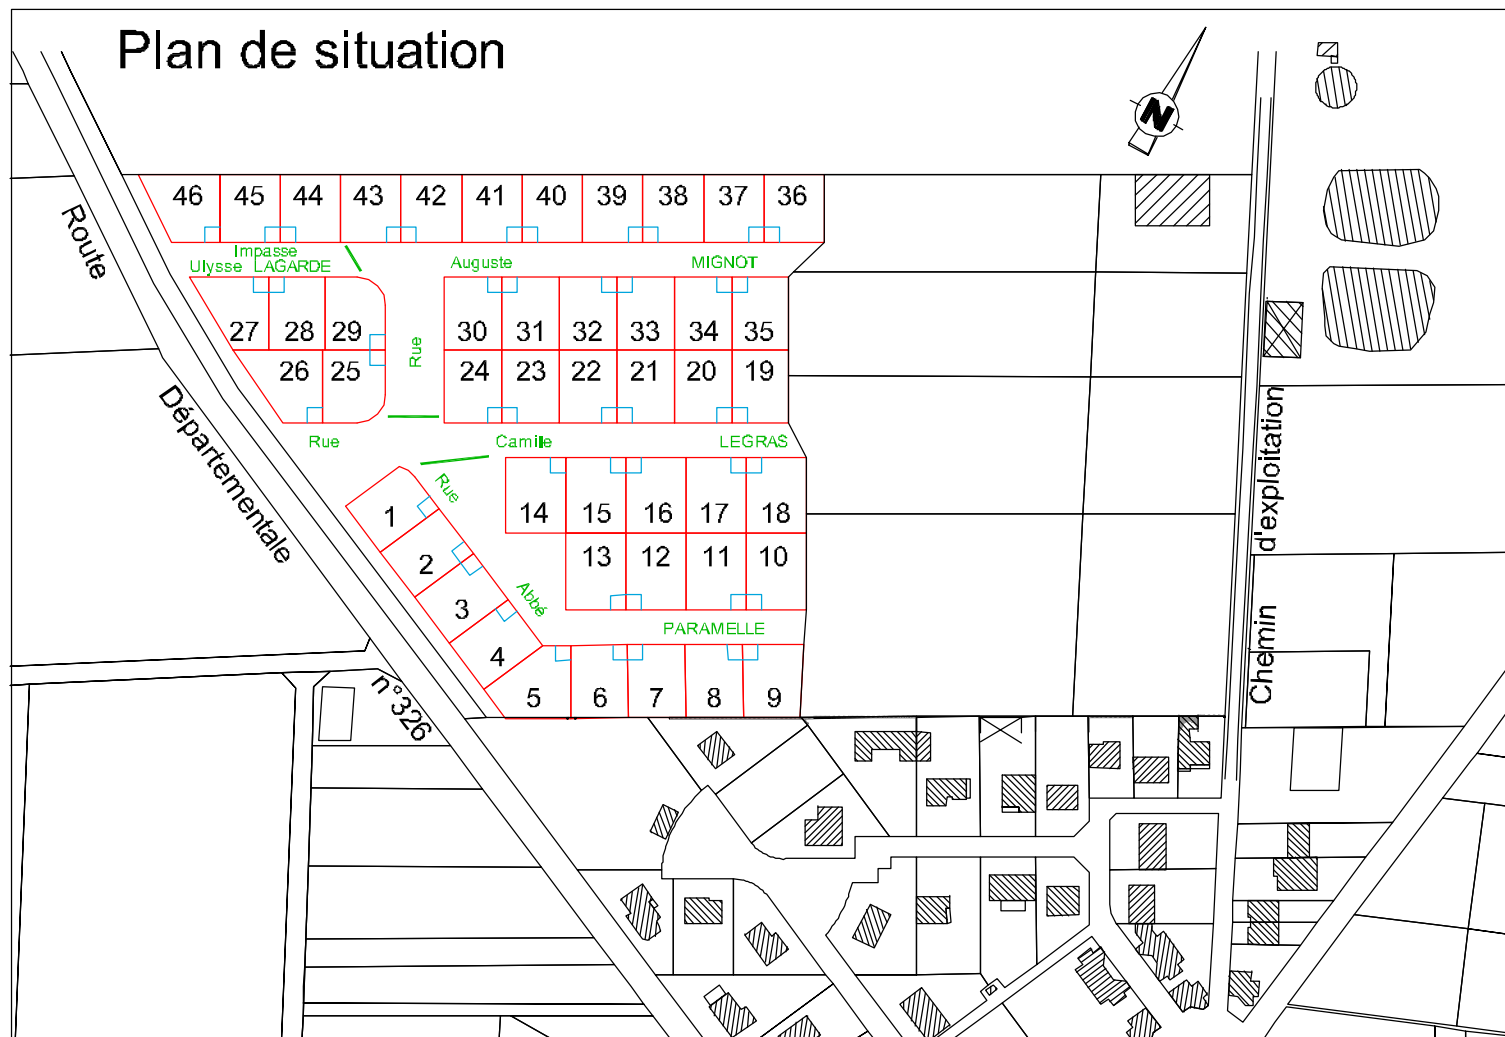 Plan de situation
N
46 45 44 43 42 41 40 39 38 37 36
Route
Impasse
Ulysse LAGARDE
Auguste
MIGNOT
27 28 29
Rue
30 31 32 33 34 35
26 25
24 23 22 21 20 19
Départementale
Rue
Camille
LEGRAS
d'exploitation
Rue
1
14 15 16 17 18
2
13 12 11 10
3
Abbé
PARAMELLE
4
Chemin
5 6 7 8 9
n°326